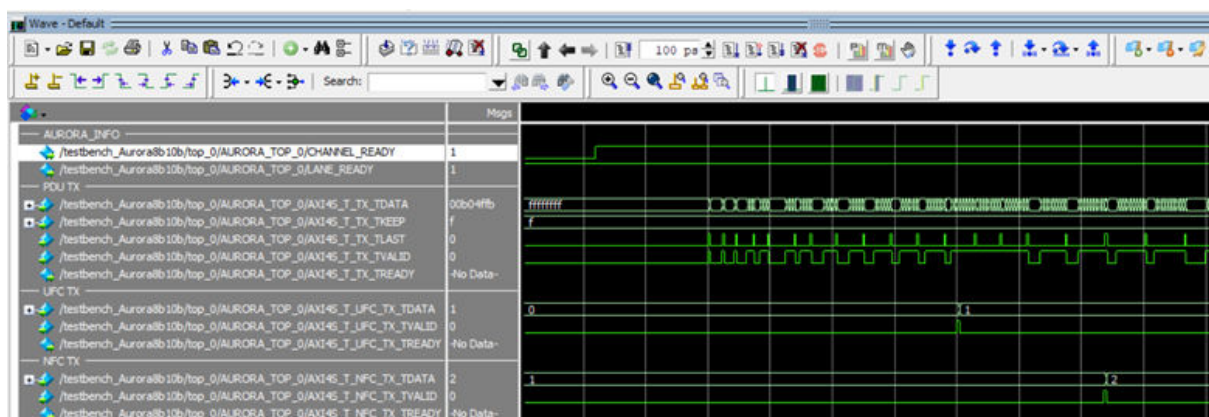 Wave - Default
100 ps
Search:
Msgs
AURORA_INFO
/testbench_Aurora8b10b/top_0/AURORA_TOP_0/CHANNEL_READY 1
/testbench_Aurora8b10b/top_0/AURORA_TOP_0/LANE_READY 1
PDU TX
/testbench_Aurora8b10b/top_0/AURORA_TOP_0/AXI4S_T_TX_TDATA 00b04ffb ffffffff
/testbench_Aurora8b10b/top_0/AURORA_TOP_0/AXI4S_T_TX_TKEEP f f
/testbench_Aurora8b10b/top_0/AURORA_TOP_0/AXI4S_T_TX_TLAST 0
/testbench_Aurora8b10b/top_0/AURORA_TOP_0/AXI4S_T_TX_TVALID 0
/testbench_Aurora8b10b/top_0/AURORA_TOP_0/AXI4S_T_TX_TREADY -No Data-
UFC TX
/testbench_Aurora8b10b/top_0/AURORA_TOP_0/AXI4S_T_UFC_TX_TDATA 1 0 1
/testbench_Aurora8b10b/top_0/AURORA_TOP_0/AXI4S_T_UFC_TX_TVALID 0
/testbench_Aurora8b10b/top_0/AURORA_TOP_0/AXI4S_T_UFC_TX_TREADY -No Data-
NFC TX
/testbench_Aurora8b10b/top_0/AURORA_TOP_0/AXI4S_T_NFC_TX_TDATA 2 1 2
/testbench_Aurora8b10b/top_0/AURORA_TOP_0/AXI4S_T_NFC_TX_TVALID 0
/testbench_Aurora8b10b/top_0/AURORA_TOP_0/AXI4S_T_NFC_TX_TREADY -No Data-